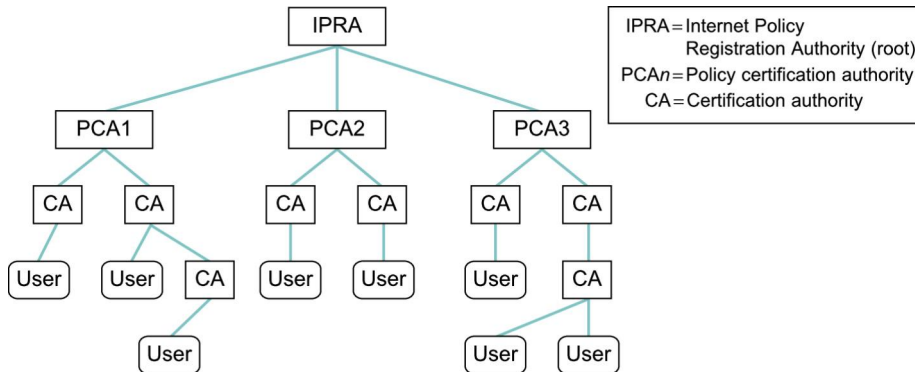 IPRA
IPRA=Internet Policy
Registration Authority (root)
PCAn=Policy certification authority
CA=Certification authority
PCA1
PCA2
PCA3
CA
CA
CA
CA
CA
CA
User
User
CA
User
User
User
CA
User
User
User